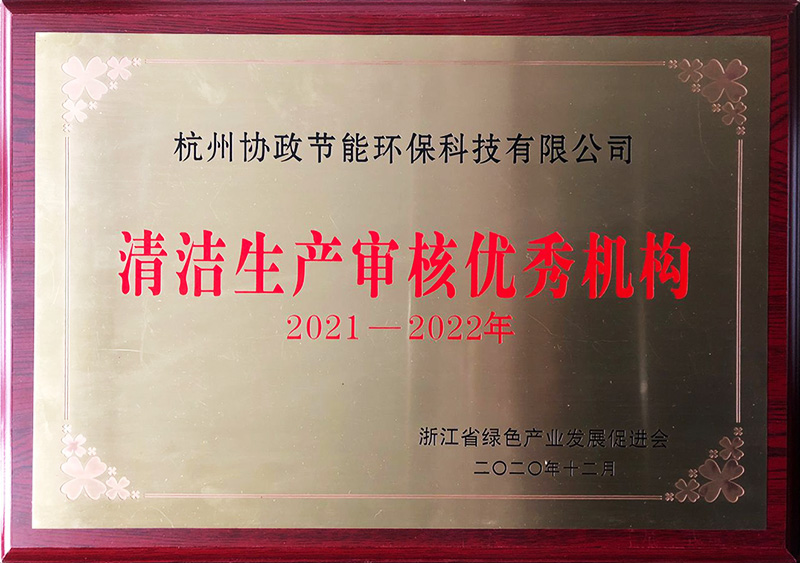 杭州协政节能环保科技有限公司
清洁生产审核优秀机构
2021—2022年
浙江省绿色产业发展促进会
二〇二〇年十二月